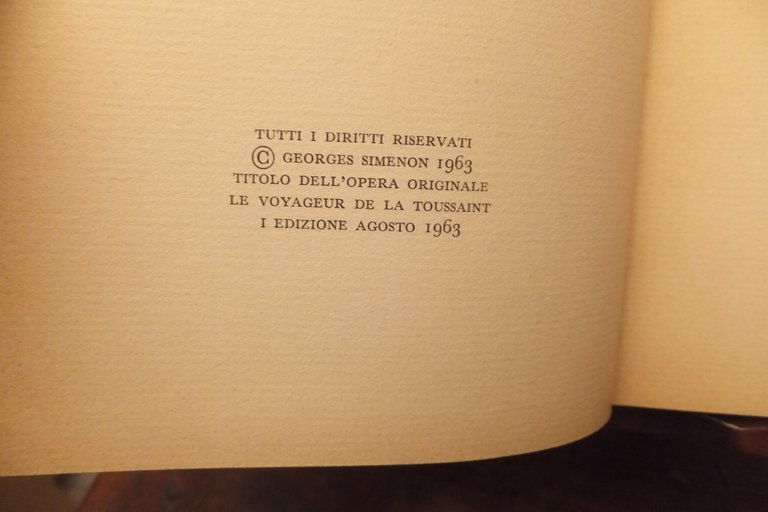 TUTTI I DIRITTI RISERVATI
© GEORGES SIMENON 1963
TITOLO DELL'OPERA ORIGINALE
LE VOYAGEUR DE LA TOUSSAINT
I EDIZIONE AGOSTO 1963